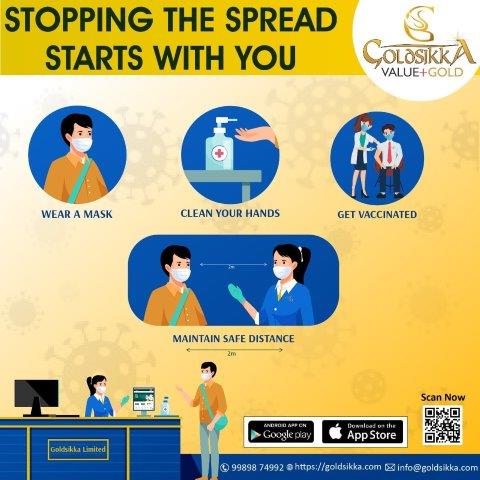 STOPPING THE SPREAD
STARTS WITH YOU
GOLDSIKKA
VALUE+GOLD
WEAR A MASK
CLEAN YOUR HANDS
GET VACCINATED
2m
MAINTAIN SAFE DISTANCE
2m
Goldsikka Limited
Scan Now
ANDROID APP ON
Google play
Download on the
App Store
99898 74992
https://goldsikka.com
info@goldsikka.com